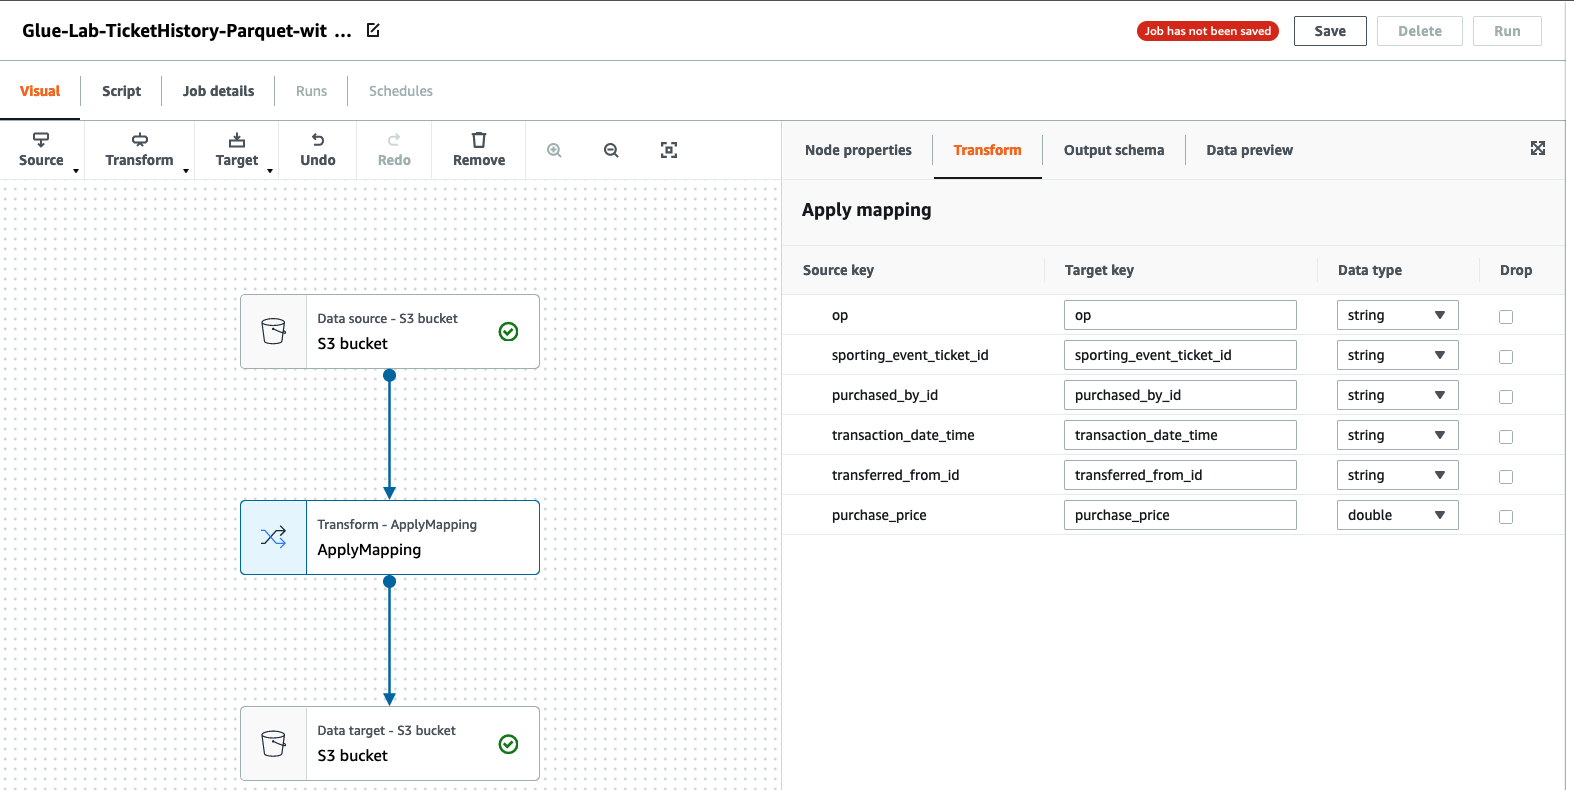 Glue-Lab-TicketHistory-Parquet-wit ...
Job has not been saved
Save
Delete
Run
Visual
Script
Job details
Runs
Schedules
Source
Transform
Target
Undo
Redo
Remove
Node properties
Transform
Output schema
Data preview
Data source - S3 bucket
S3 bucket
Transform - ApplyMapping
ApplyMapping
Data target - S3 bucket
S3 bucket
Apply mapping
Source key Target key Data type Drop
op op string
sporting_event_ticket_id sporting_event_ticket_id string
purchased_by_id purchased_by_id string
transaction_date_time transaction_date_time string
transferred_from_id transferred_from_id string
purchase_price purchase_price double